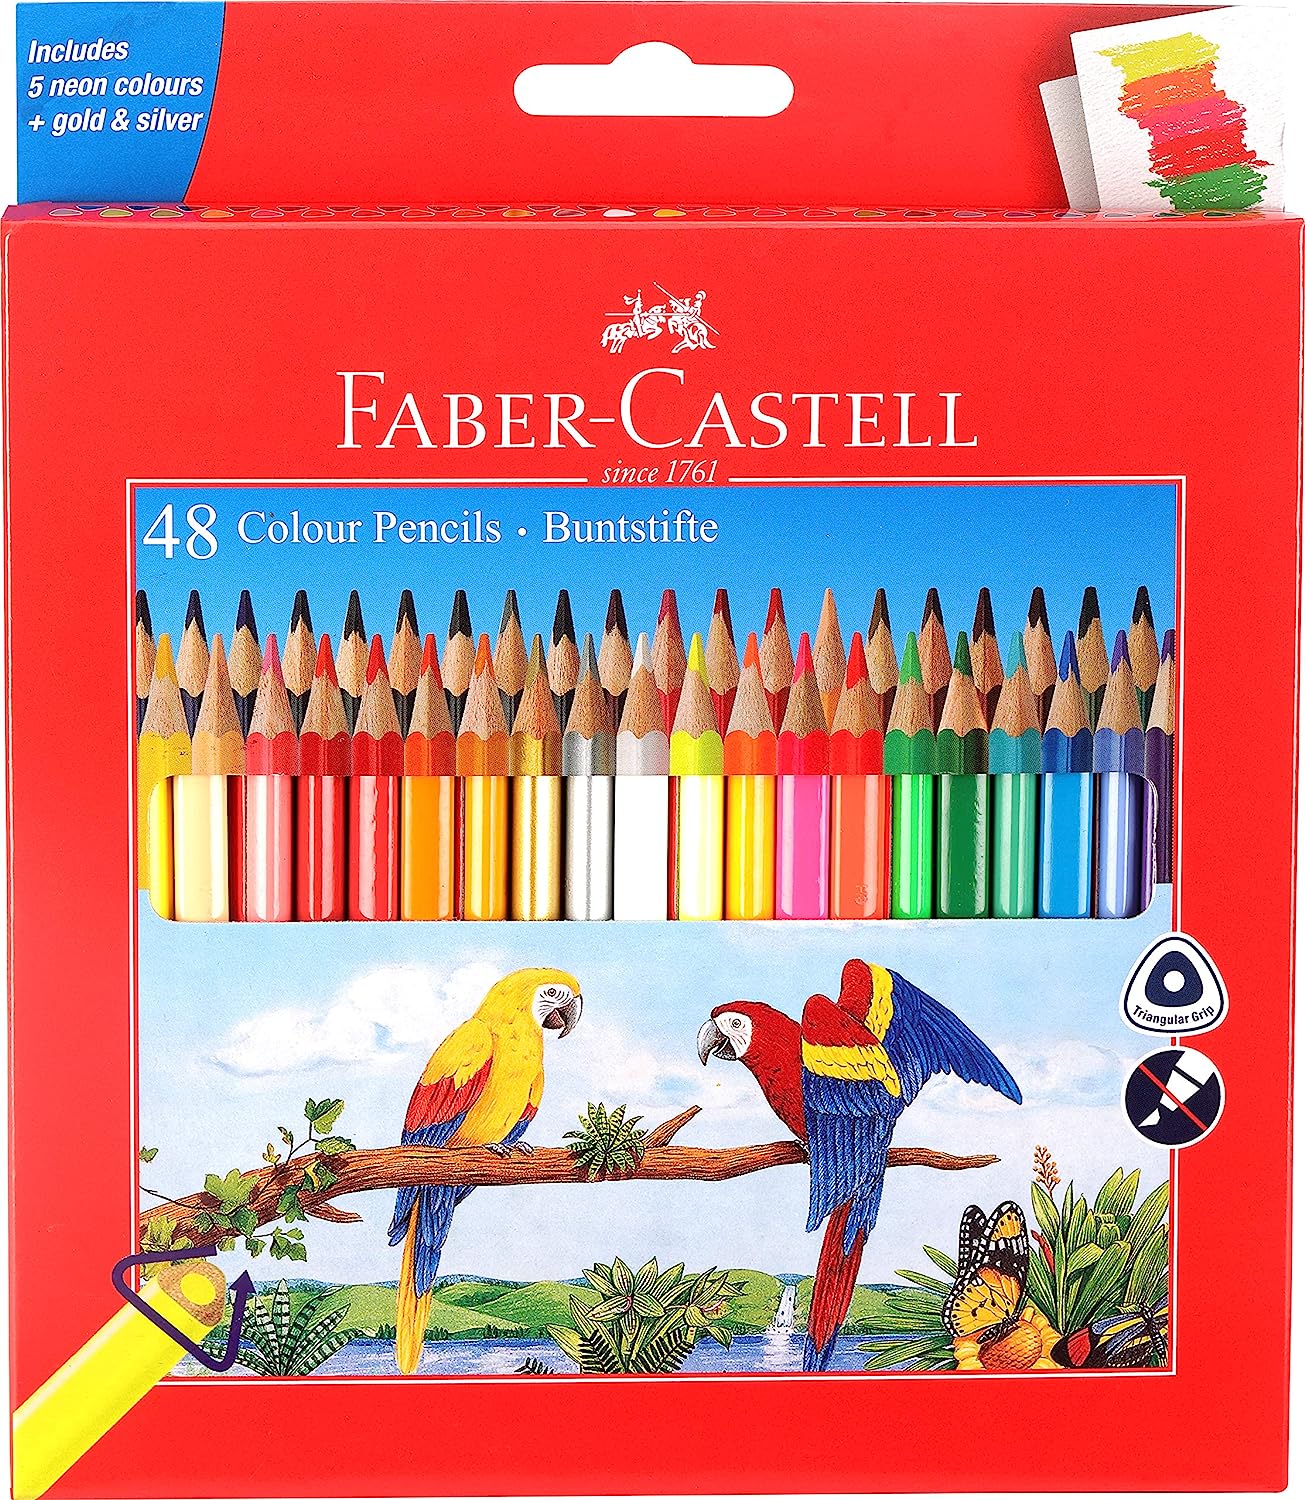 Includes
5 neon colours
+ gold & silver
FABER-CASTELL
since 1761
48 Colour Pencils · Buntstifte
Triangular Grip